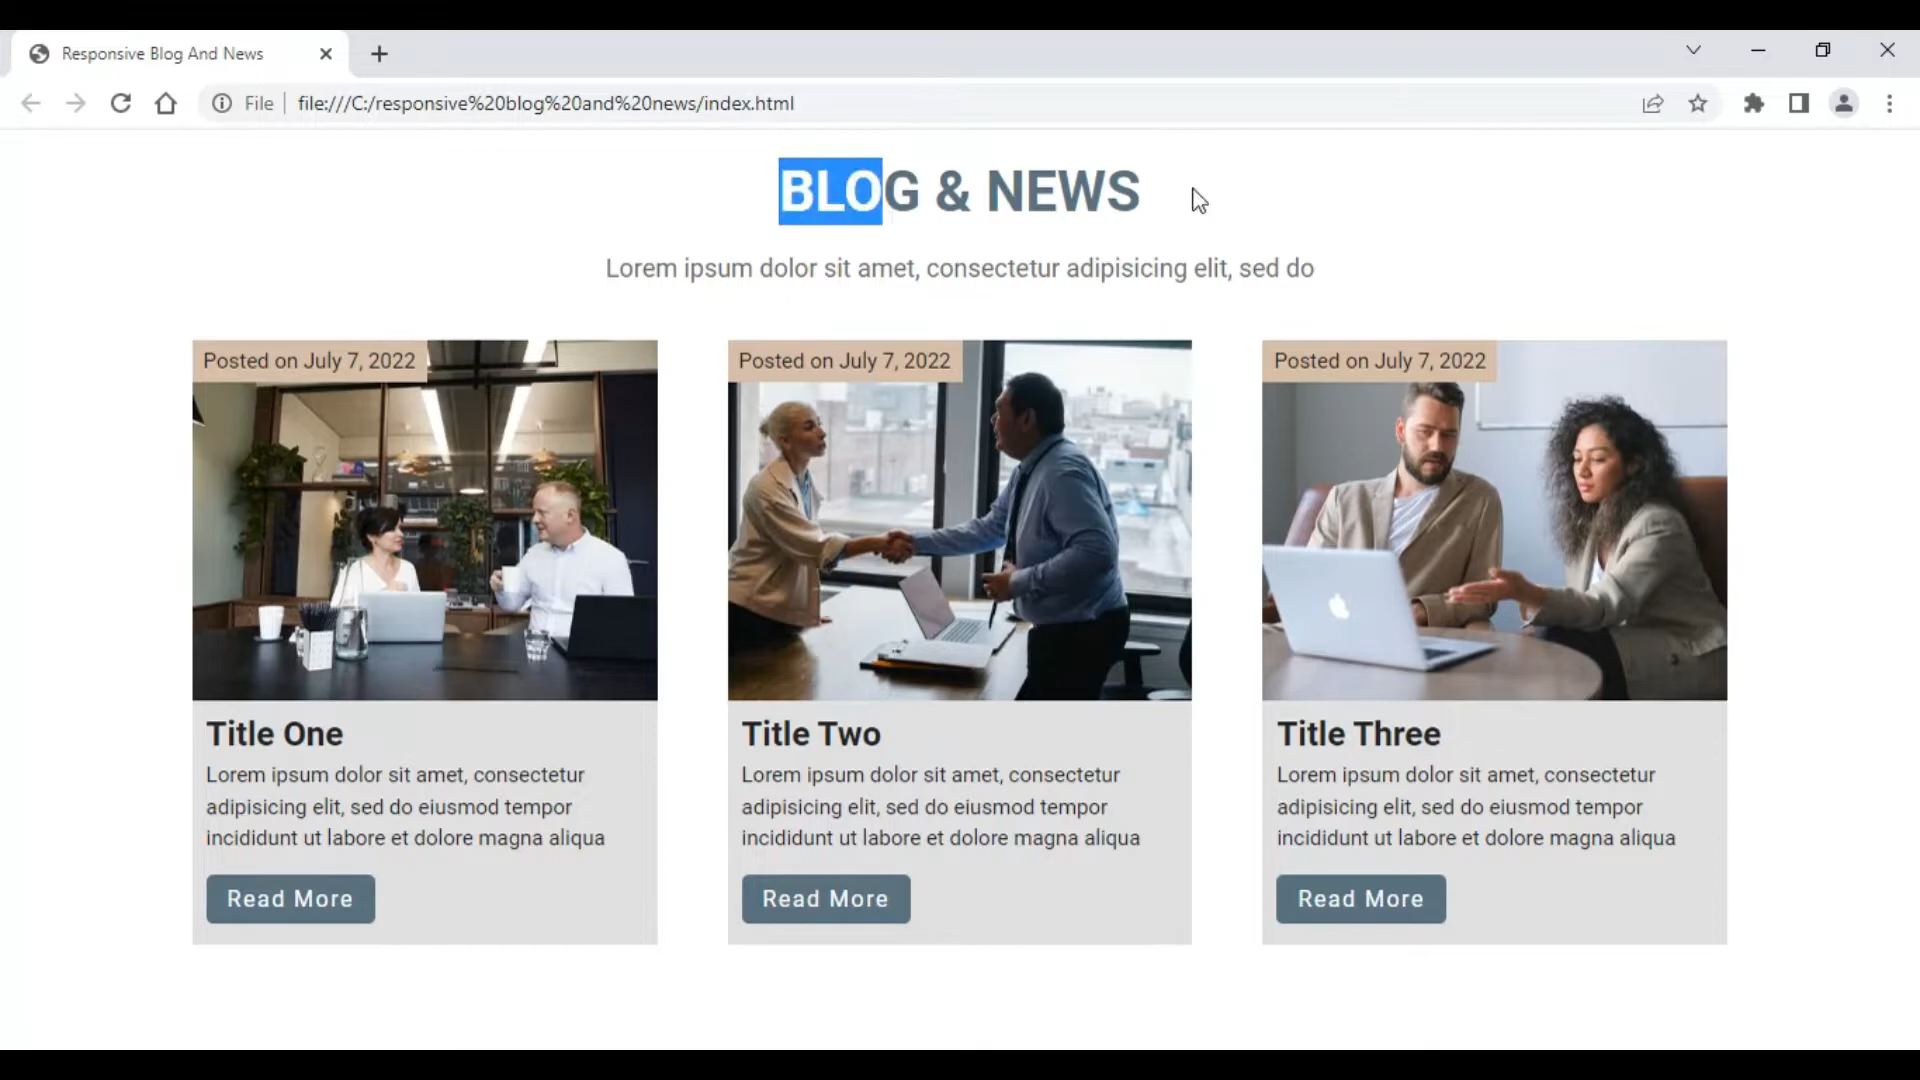 Responsive Blog And News
File
file:///C:/responsive%20blog%20and%20news/index.html
BLOG & NEWS
Lorem ipsum dolor sit amet, consectetur adipisicing elit, sed do
Posted on July 7, 2022
Title One
Lorem ipsum dolor sit amet, consectetur
adipisicing elit, sed do eiusmod tempor
incididunt ut labore et dolore magna aliqua
Read More
Posted on July 7, 2022
Title Two
Lorem ipsum dolor sit amet, consectetur
adipisicing elit, sed do eiusmod tempor
incididunt ut labore et dolore magna aliqua
Read More
Posted on July 7, 2022
Title Three
Lorem ipsum dolor sit amet, consectetur
adipisicing elit, sed do eiusmod tempor
incididunt ut labore et dolore magna aliqua
Read More